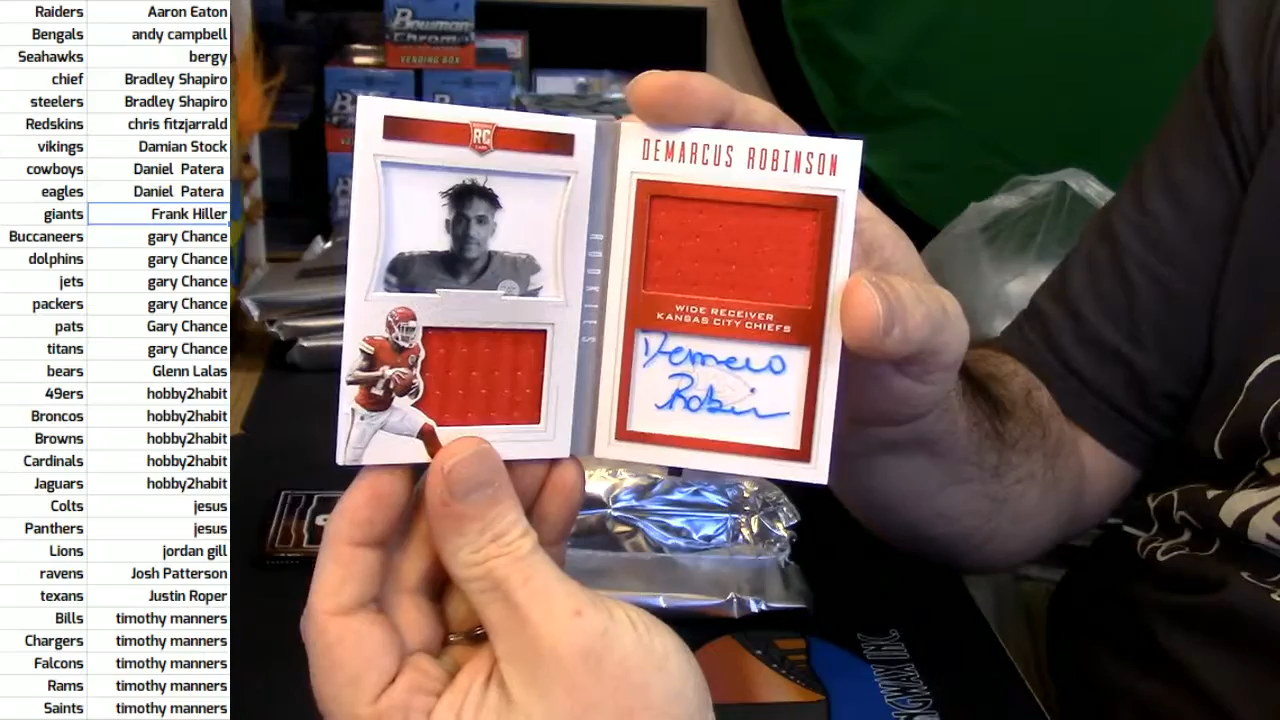 Raiders Aaron Eaton
Bengals andy campbell
Seahawks bergy
chief Bradley Shapiro
steelers Bradley Shapiro
Redskins chris fitzjarrald
vikings Damian Stock
cowboys Daniel Patera
eagles Daniel Patera
giants Frank Hiller
Buccaneers gary Chance
dolphins gary Chance
jets gary Chance
packers gary Chance
pats Gary Chance
titans gary Chance
bears Glenn Lalas
49ers hobby2habit
Broncos hobby2habit
Browns hobby2habit
Cardinals hobby2habit
Jaguars hobby2habit
Colts jesus
Panthers jesus
Lions jordan gill
ravens Josh Patterson
texans Justin Roper
Bills timothy manners
Chargers timothy manners
Falcons timothy manners
Rams timothy manners
Saints timothy manners
Bowman
Chrome
VENDING BOX
RC
ROOKIES
DEMARCUS ROBINSON
WIDE RECEIVER
KANSAS CITY CHIEFS